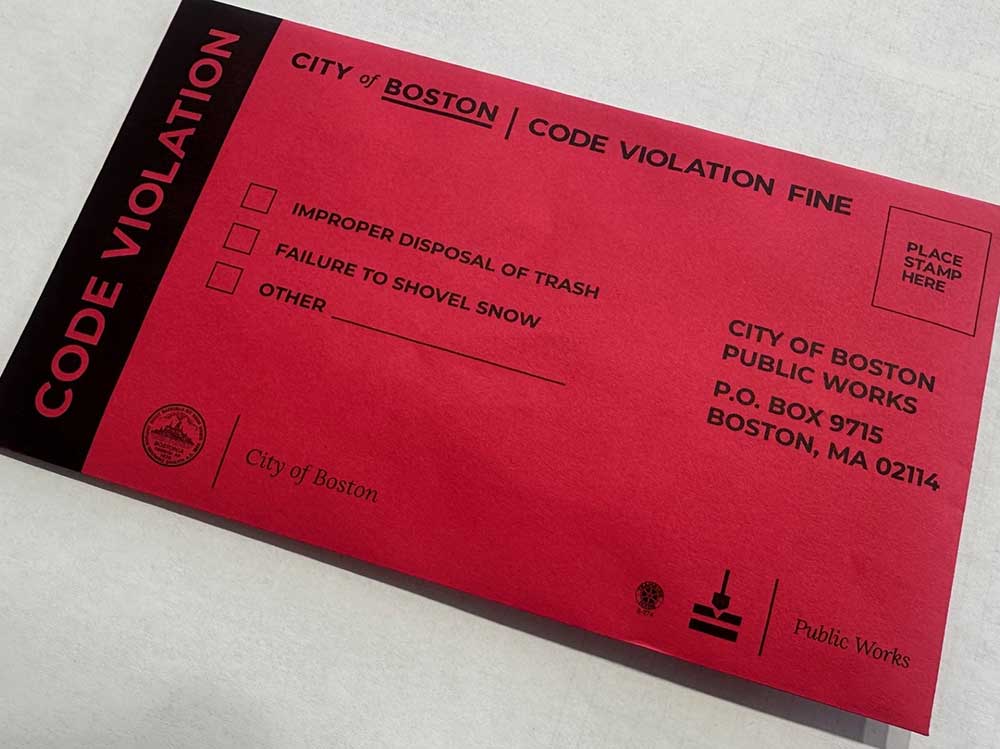 CODE VIOLATION
CITY of BOSTON | CODE VIOLATION FINE
IMPROPER DISPOSAL OF TRASH
FAILURE TO SHOVEL SNOW
OTHER
PLACE
STAMP
HERE
CITY OF BOSTON
PUBLIC WORKS
P.O. BOX 9715
BOSTON, MA 02114
BOSTONIA
City of Boston
Public Works